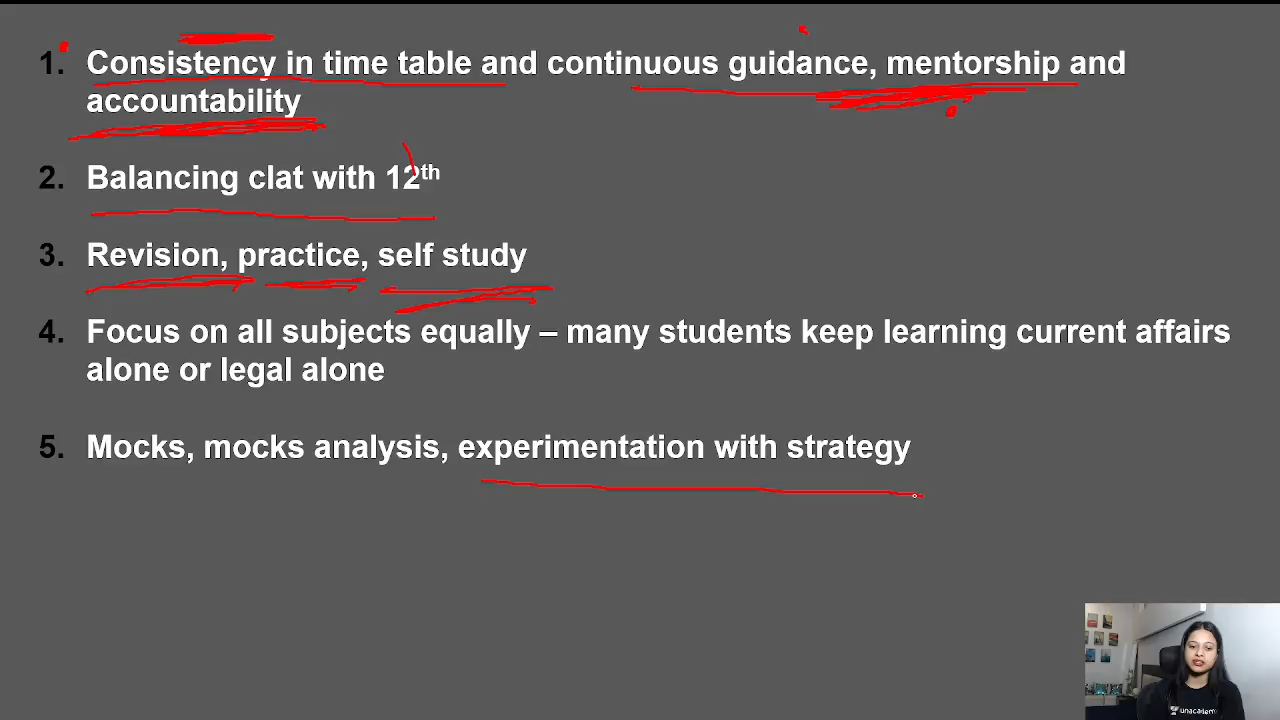 1. Consistency in time table and continuous guidance, mentorship and
accountability
2. Balancing clat with 12th
3. Revision, practice, self study
4. Focus on all subjects equally – many students keep learning current affairs
alone or legal alone
5. Mocks, mocks analysis, experimentation with strategy
unacademy